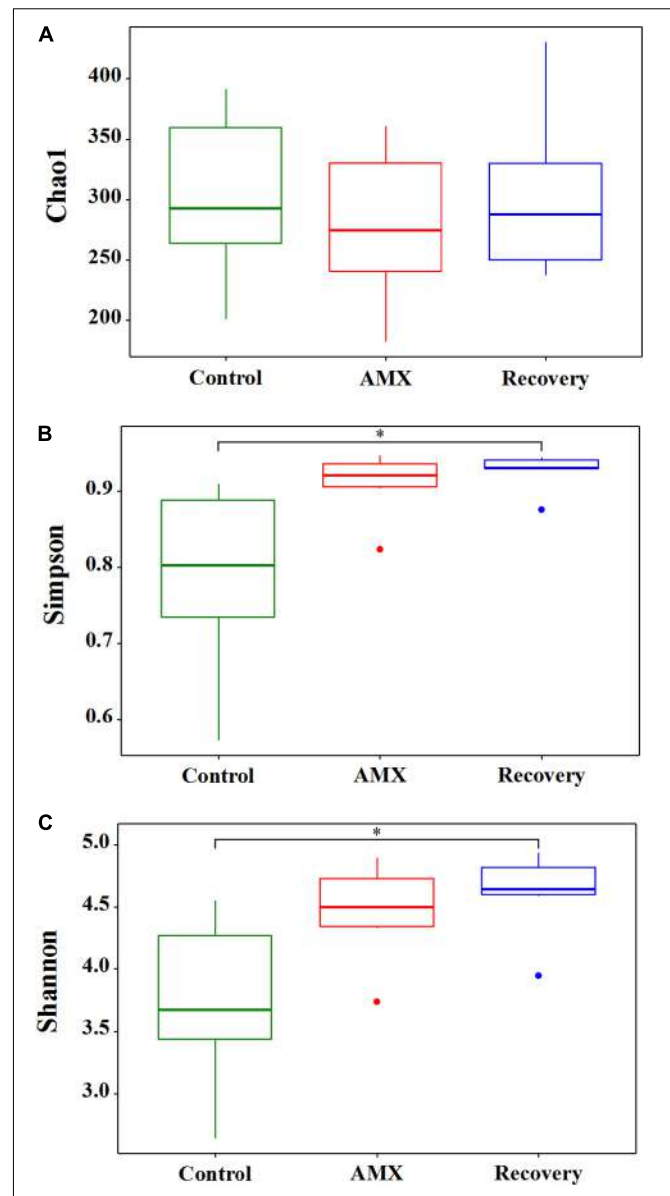 A
Chao1
400
350
300
250
200
Control AMX Recovery
B
*
Simpson
0.9
0.8
0.7
0.6
Control AMX Recovery
C
*
Shannon
5.0
4.5
4.0
3.5
3.0
Control AMX Recovery